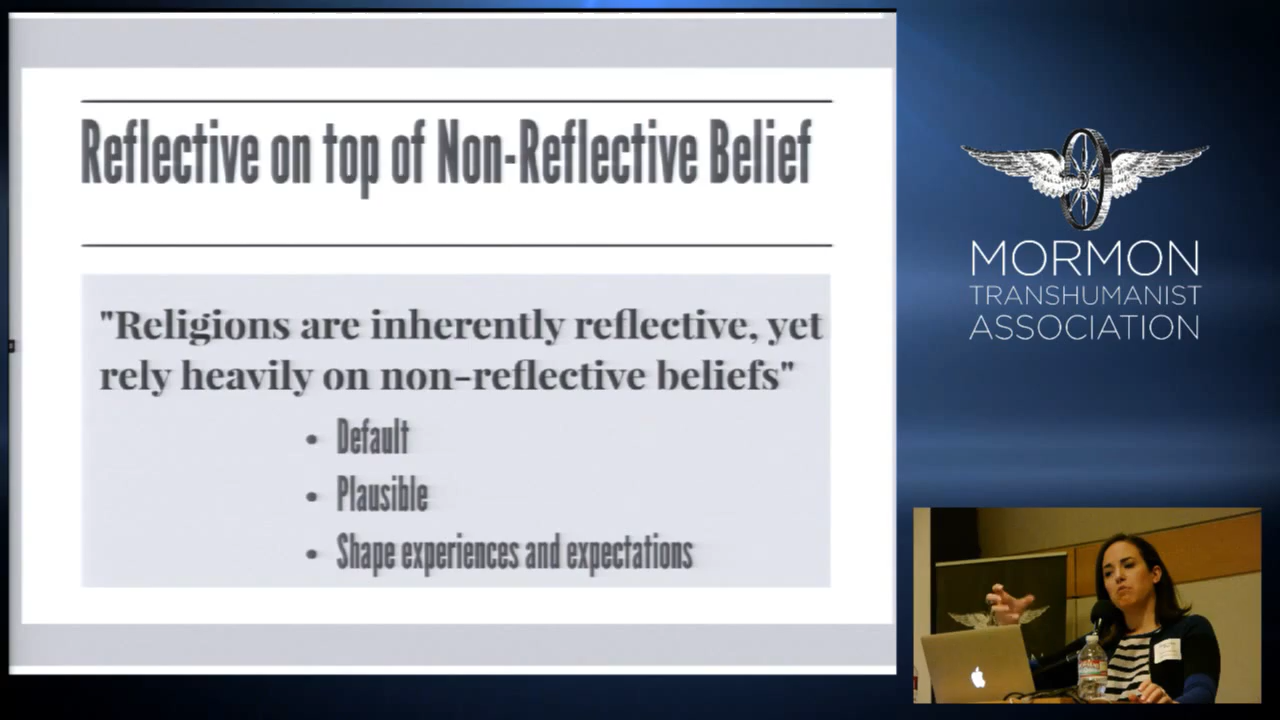 Reflective on top of Non-Reflective Belief
"Religions are inherently reflective, yet
rely heavily on non-reflective beliefs"
• Default
• Plausible
• Shape experiences and expectations
MORMON
TRANSHUMANIST
ASSOCIATION